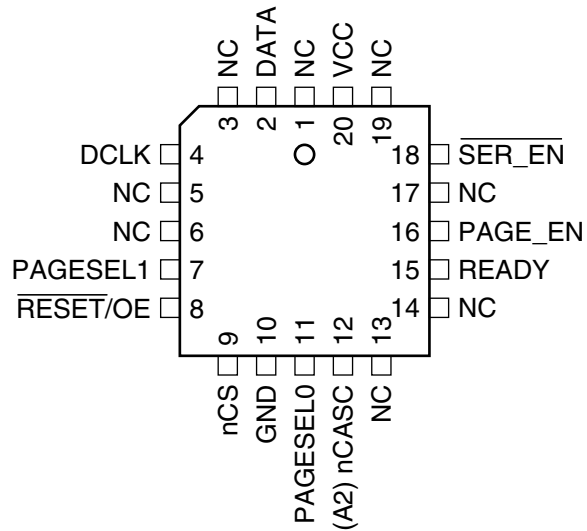 NC
DATA
NC
VCC
NC
3
2
1
20
19
DCLK 4
NC 5
NC 6
PAGESEL1 7
RESET/OE 8
18 SER_EN
17 NC
16 PAGE_EN
15 READY
14 NC
9
10
11
12
13
nCS
GND
PAGESEL0
(A2) nCASC
NC